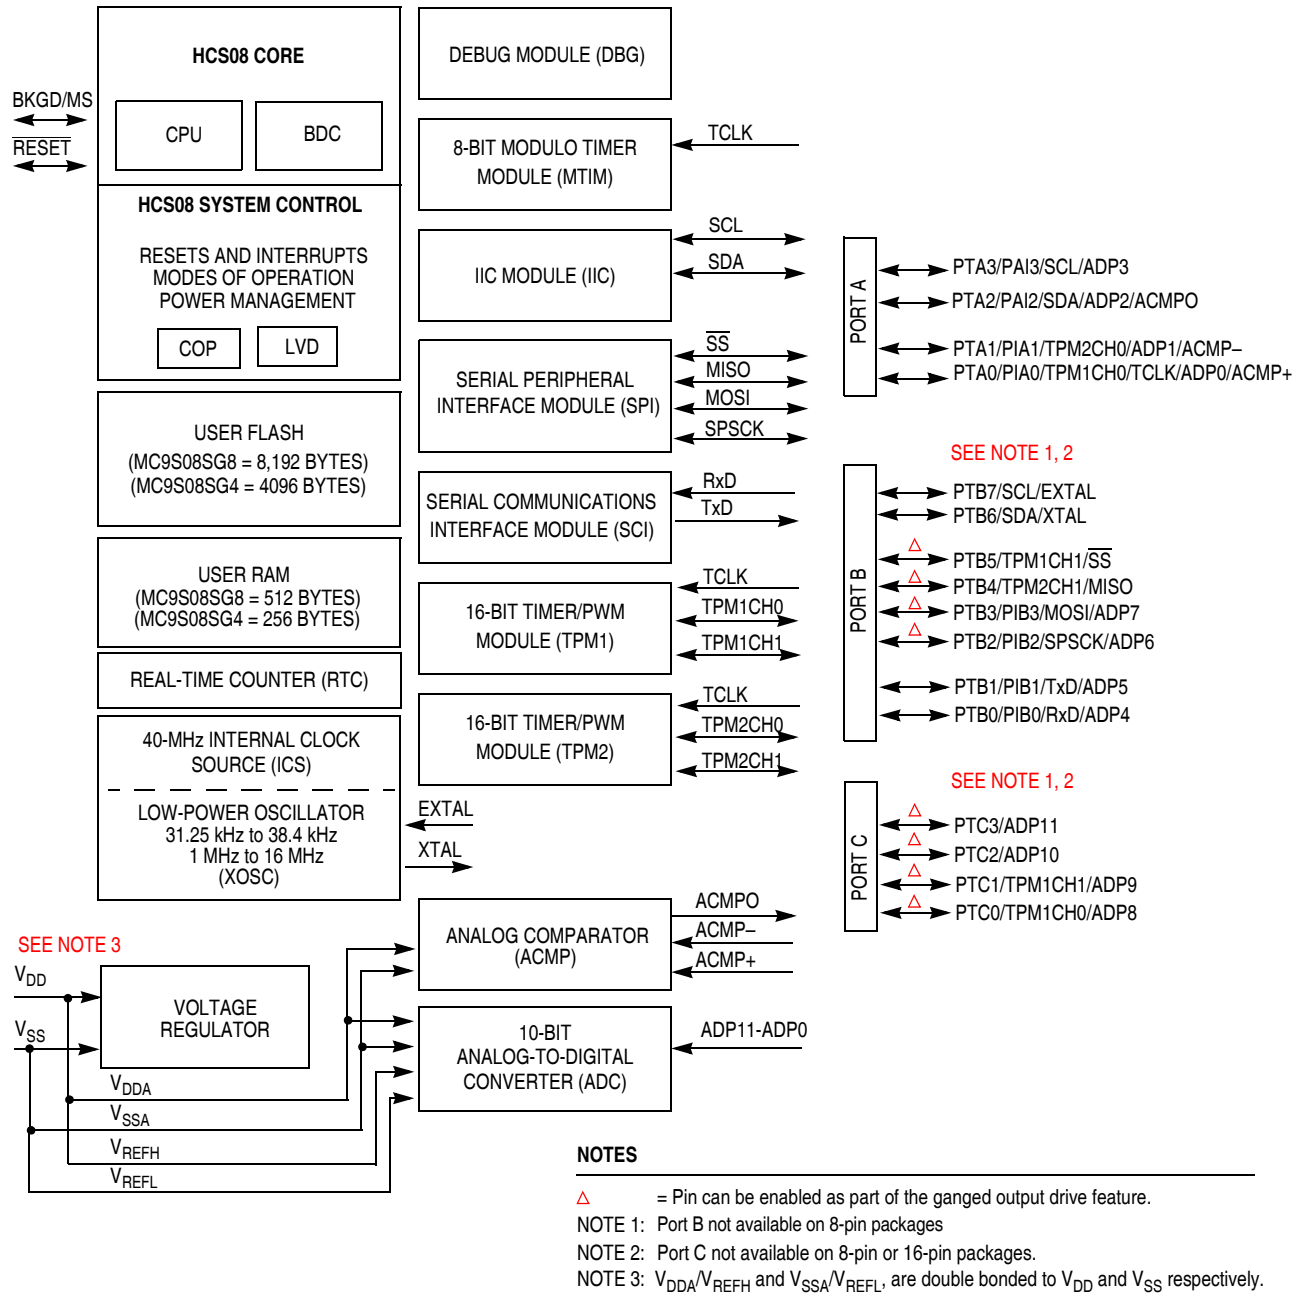 HCS08 CORE
CPU
BDC
BKGD/MS
RESET
HCS08 SYSTEM CONTROL
RESETS AND INTERRUPTS
MODES OF OPERATION
POWER MANAGEMENT
COP
LVD
USER FLASH
(MC9S08SG8 = 8,192 BYTES)
(MC9S08SG4 = 4096 BYTES)
USER RAM
(MC9S08SG8 = 512 BYTES)
(MC9S08SG4 = 256 BYTES)
REAL-TIME COUNTER (RTC)
40-MHz INTERNAL CLOCK
SOURCE (ICS)
LOW-POWER OSCILLATOR
31.25 kHz to 38.4 kHz
1 MHz to 16 MHz
(XOSC)
EXTAL
XTAL
SEE NOTE 3
VDD
VSS
VOLTAGE
REGULATOR
VDDA
VSSA
VREFH
VREFL
DEBUG MODULE (DBG)
8-BIT MODULO TIMER
MODULE (MTIM)
TCLK
IIC MODULE (IIC)
SCL
SDA
SERIAL PERIPHERAL
INTERFACE MODULE (SPI)
SS
MISO
MOSI
SPSCK
SERIAL COMMUNICATIONS
INTERFACE MODULE (SCI)
RxD
TxD
16-BIT TIMER/PWM
MODULE (TPM1)
TCLK
TPM1CH0
TPM1CH1
16-BIT TIMER/PWM
MODULE (TPM2)
TCLK
TPM2CH0
TPM2CH1
ANALOG COMPARATOR
(ACMP)
ACMPO
ACMP–
ACMP+
10-BIT
ANALOG-TO-DIGITAL
CONVERTER (ADC)
ADP11-ADP0
PORT A
PTA3/PAI3/SCL/ADP3
PTA2/PAI2/SDA/ADP2/ACMPO
PTA1/PIA1/TPM2CH0/ADP1/ACMP–
PTA0/PIA0/TPM1CH0/TCLK/ADP0/ACMP+
SEE NOTE 1, 2
PORT B
PTB7/SCL/EXTAL
PTB6/SDA/XTAL
PTB5/TPM1CH1/SS
PTB4/TPM2CH1/MISO
PTB3/PIB3/MOSI/ADP7
PTB2/PIB2/SPSCK/ADP6
PTB1/PIB1/TxD/ADP5
PTB0/PIB0/RxD/ADP4
SEE NOTE 1, 2
PORT C
PTC3/ADP11
PTC2/ADP10
PTC1/TPM1CH1/ADP9
PTC0/TPM1CH0/ADP8
NOTES
△ = Pin can be enabled as part of the ganged output drive feature.
NOTE 1: Port B not available on 8-pin packages
NOTE 2: Port C not available on 8-pin or 16-pin packages.
NOTE 3: VDDA/VREFH and VSSA/VREFL, are double bonded to VDD and VSS respectively.